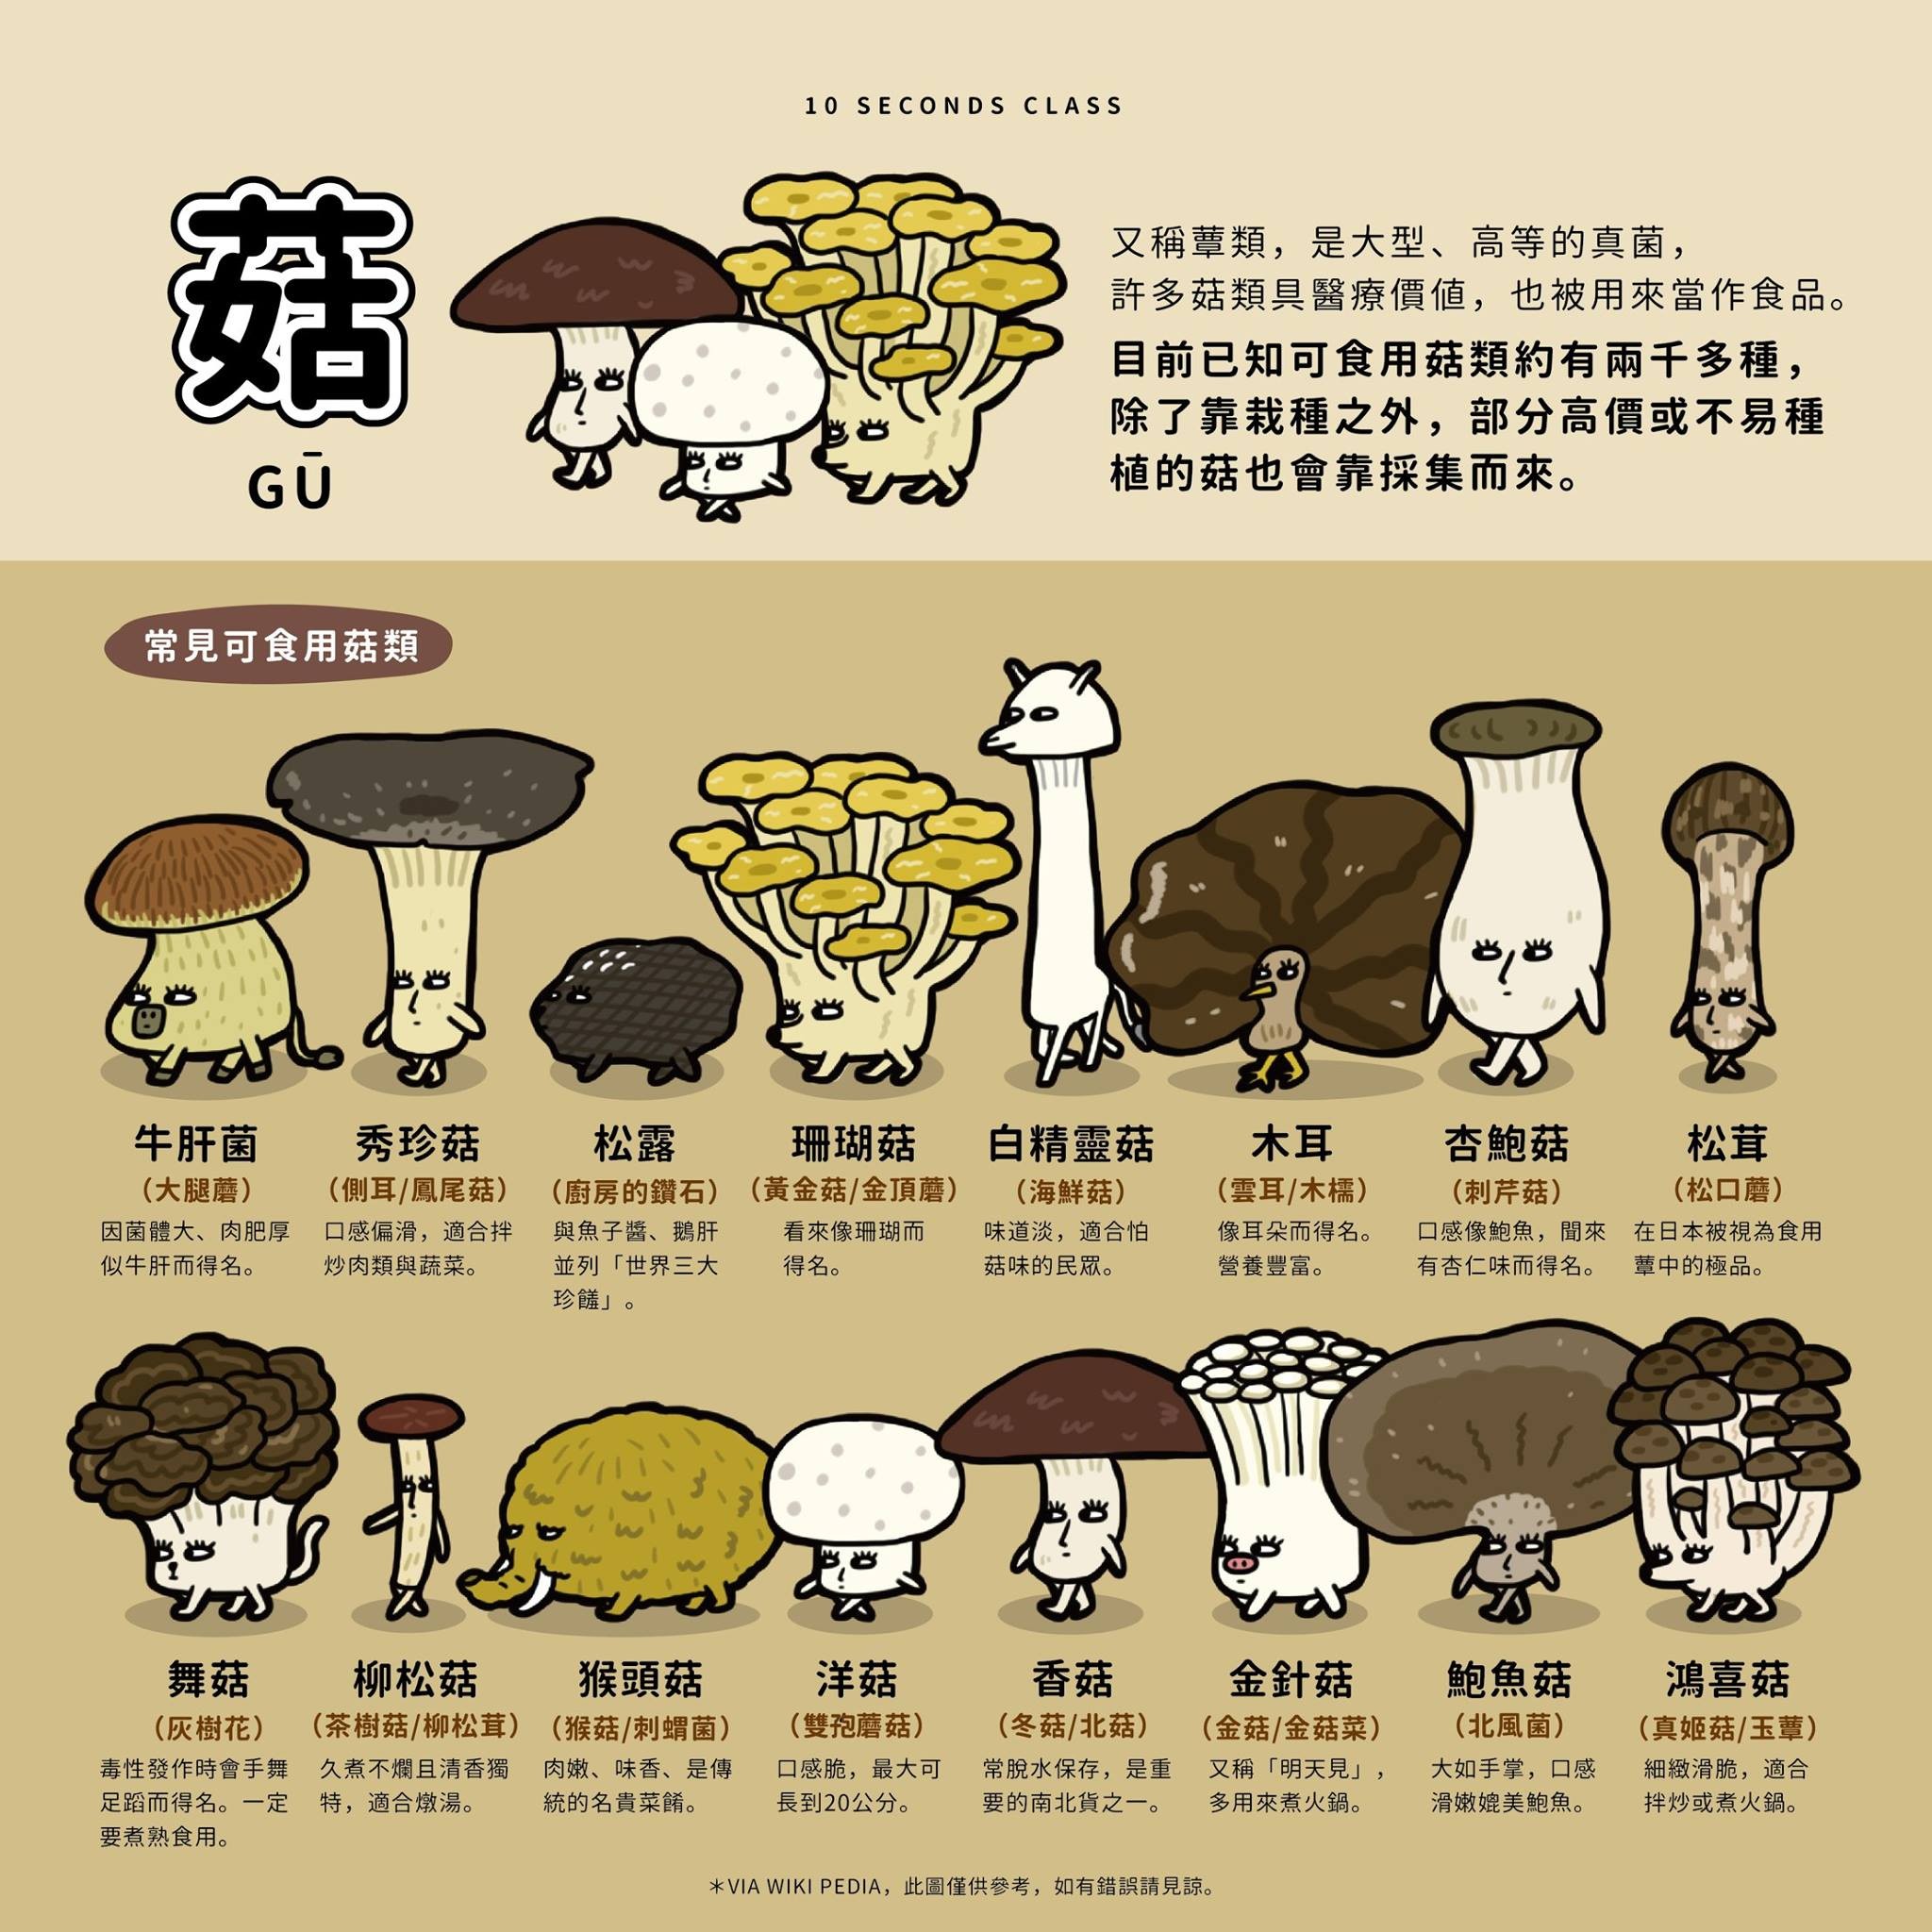 10 SECONDS CLASS
菇
GŪ
又稱蕈類，是大型、高等的真菌，
許多菇類具醫療價值，也被用來當作食品。
目前已知可食用菇類約有兩千多種，
除了靠栽種之外，部分高價或不易種
植的菇也會靠採集而來。
常見可食用菇類
牛肝菌
（大腿蘑）
因菌體大、肉肥厚
似牛肝而得名。
秀珍菇
（側耳/鳳尾菇）
口感偏滑，適合拌
炒肉類與蔬菜。
松露
（廚房的鑽石）
與魚子醬、鵝肝
並列「世界三大
珍饈」。
珊瑚菇
（黃金菇/金頂蘑）
看來像珊瑚而
得名。
白精靈菇
（海鮮菇）
味道淡，適合怕
菇味的民眾。
木耳
（雲耳/木檽）
像耳朵而得名。
營養豐富。
杏鮑菇
（刺芹菇）
口感像鮑魚，聞來
有杏仁味而得名。
松茸
（松口蘑）
在日本被視為食用
蕈中的極品。
舞菇
（灰樹花）
毒性發作時會手舞
足蹈而得名。一定
要煮熟食用。
柳松菇
（茶樹菇/柳松茸）
久煮不爛且清香獨
特，適合燉湯。
猴頭菇
（猴菇/刺蝟菌）
肉嫩、味香、是傳
統的名貴菜餚。
洋菇
（雙孢蘑菇）
口感脆，最大可
長到20公分。
香菇
（冬菇/北菇）
常脫水保存，是重
要的南北貨之一。
金針菇
（金菇/金菇菜）
又稱「明天見」，
多用來煮火鍋。
鮑魚菇
（北風菌）
大如手掌，口感
滑嫩媲美鮑魚。
鴻喜菇
（真姬菇/玉蕈）
細緻滑脆，適合
拌炒或煮火鍋。
＊VIA WIKI PEDIA，此圖僅供參考，如有錯誤請見諒。